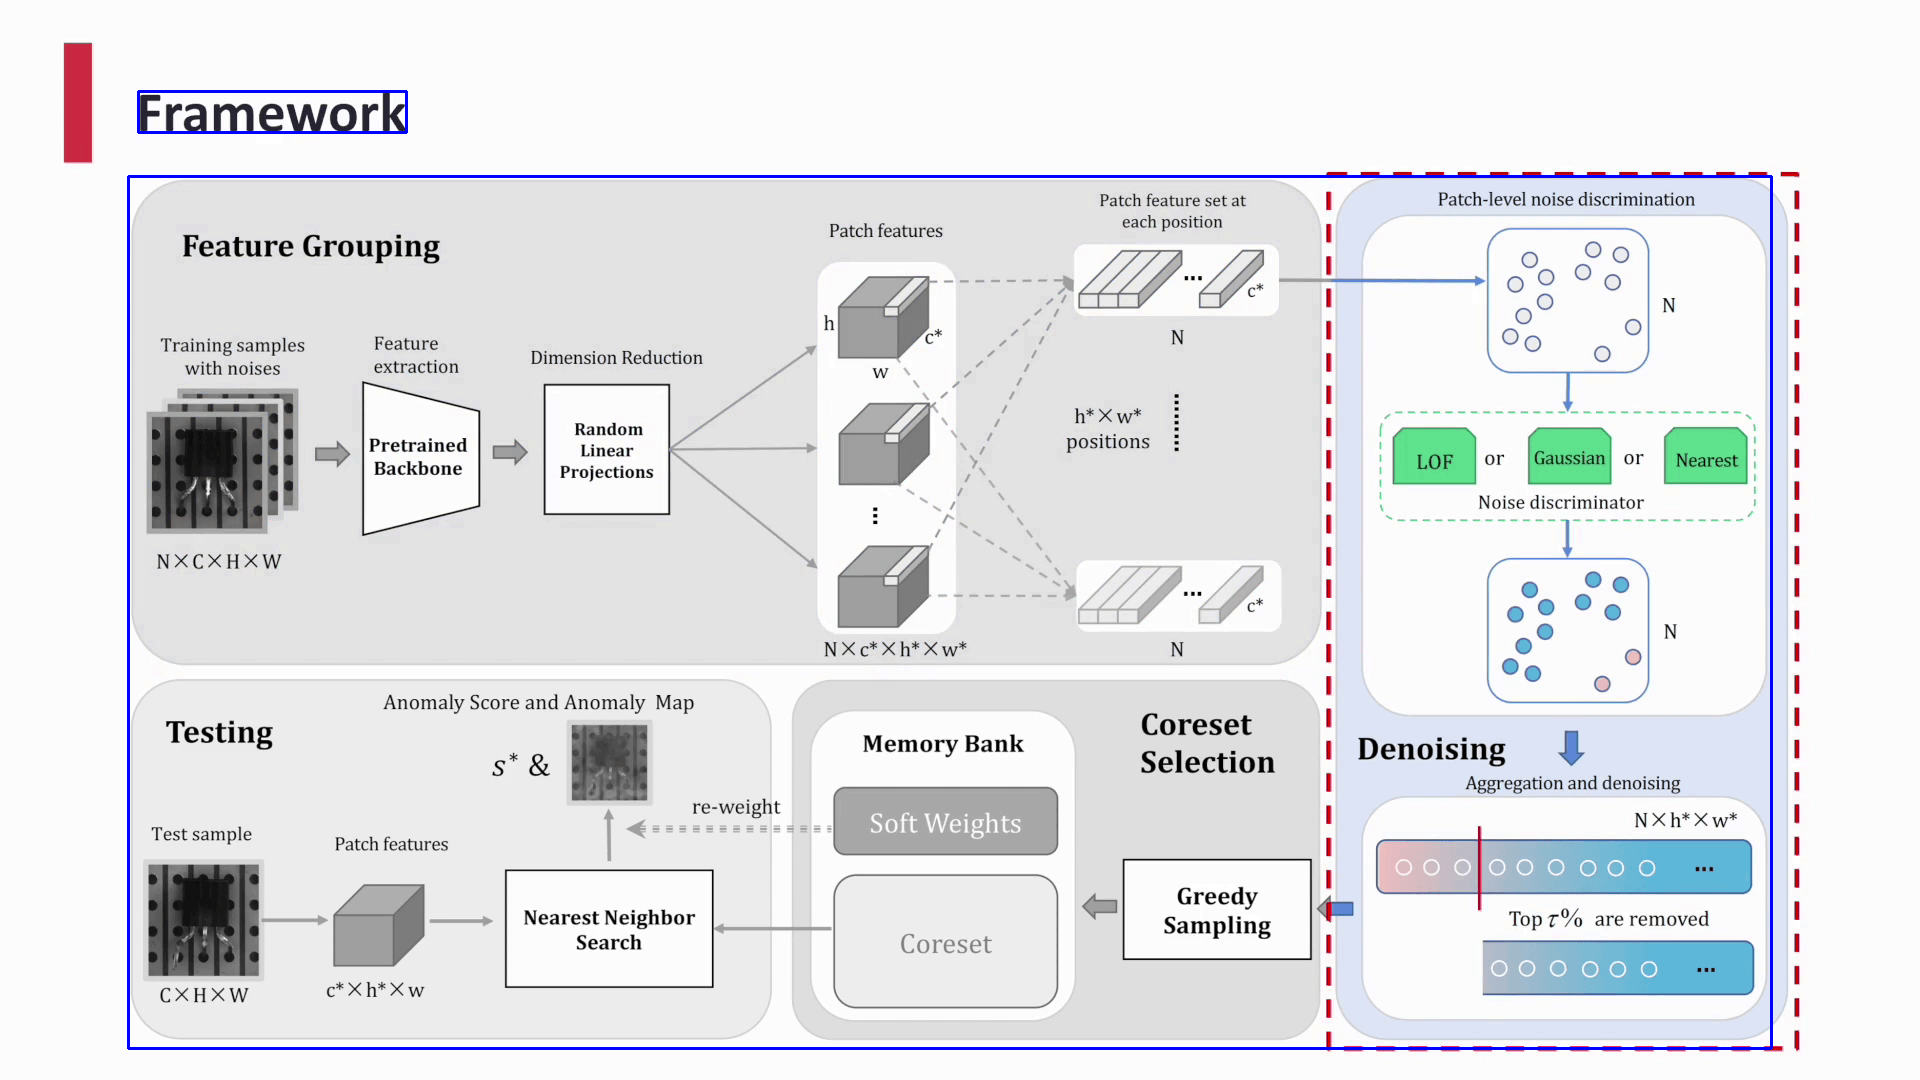 Framework
Feature Grouping
Training samples
with noises
N×C×H×W
Feature
extraction
Pretrained
Backbone
Dimension Reduction
Random
Linear
Projections
Patch features
h
c*
w
N×c*×h*×w*
Patch feature set at
each position
c*
N
h*×w*
positions
c*
N
Patch-level noise discrimination
N
LOF or Gaussian or Nearest
Noise discriminator
N
Denoising
Aggregation and denoising
N×h*×w*
Top τ% are removed
Coreset
Selection
Greedy
Sampling
Memory Bank
Soft Weights
Coreset
Testing
Anomaly Score and Anomaly Map
s* &
re-weight
Test sample
C×H×W
Patch features
c*×h*×w
Nearest Neighbor
Search